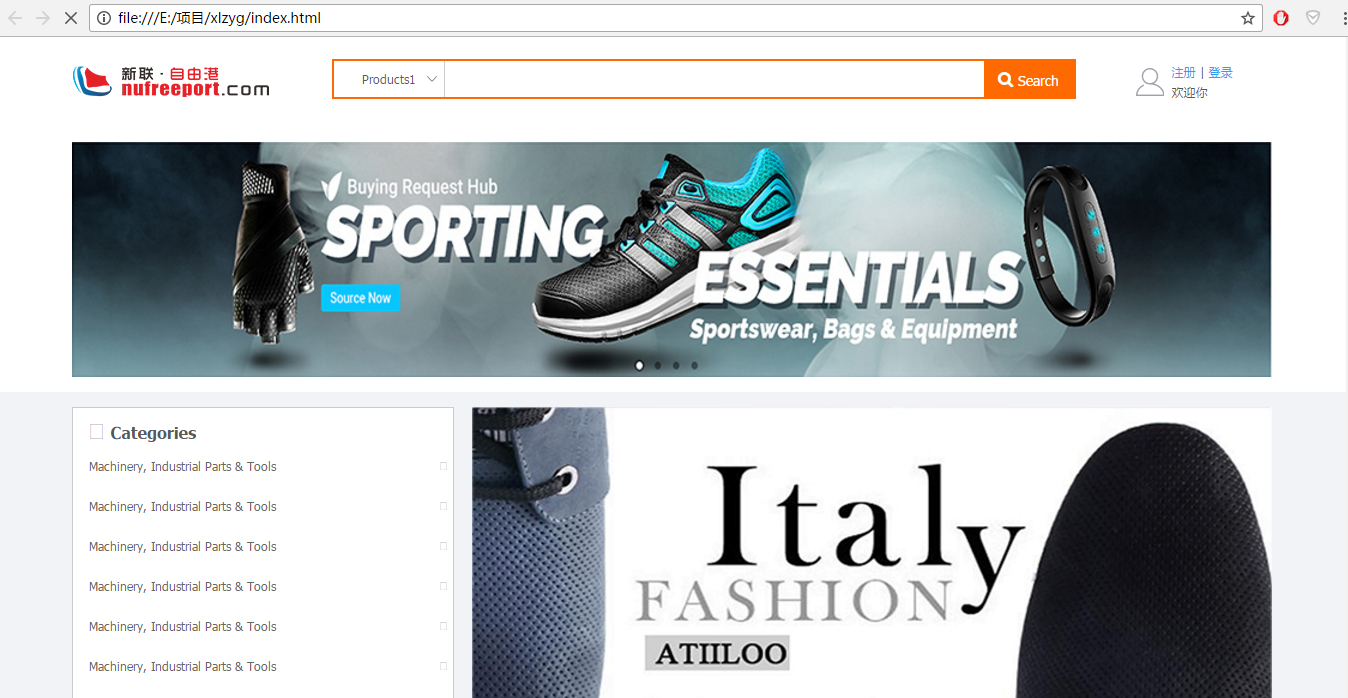 file:///E:/项目/xlzyg/index.html
新联·自由港
nufreeport.com
Products1
Search
注册 | 登录
欢迎你
Buying Request Hub
SPORTING
Source Now
ESSENTIALS
Sportswear, Bags & Equipment
Categories
Machinery, Industrial Parts & Tools
Machinery, Industrial Parts & Tools
Machinery, Industrial Parts & Tools
Machinery, Industrial Parts & Tools
Machinery, Industrial Parts & Tools
Machinery, Industrial Parts & Tools
Italy
FASHION
ATIILOO